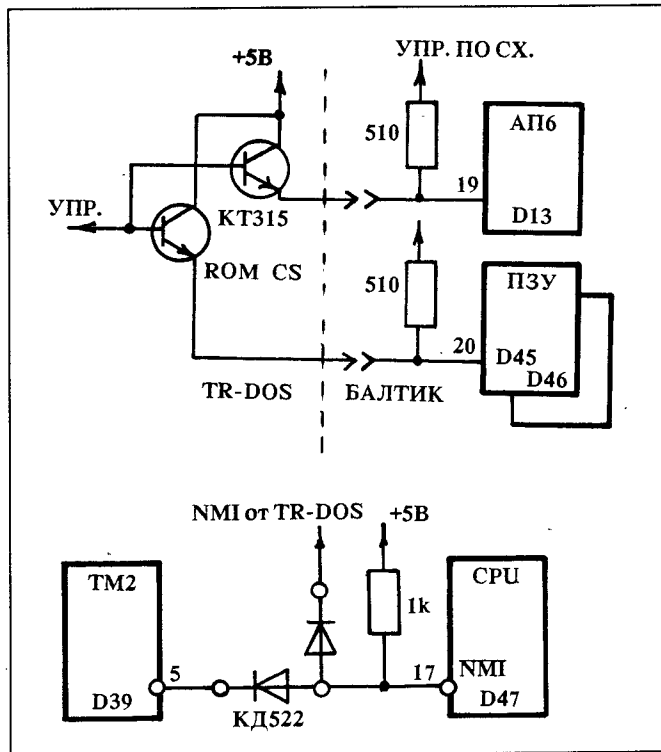 УПР. ПО СХ.
+5В
510
АП6
19
D13
УПР.
КТ315
ROM CS
510
ПЗУ
20
D45
D46
TR-DOS
БАЛТИК
NMI от TR-DOS
+5В
ТМ2
CPU
1k
5
17
NMI
D39
КД522
D47